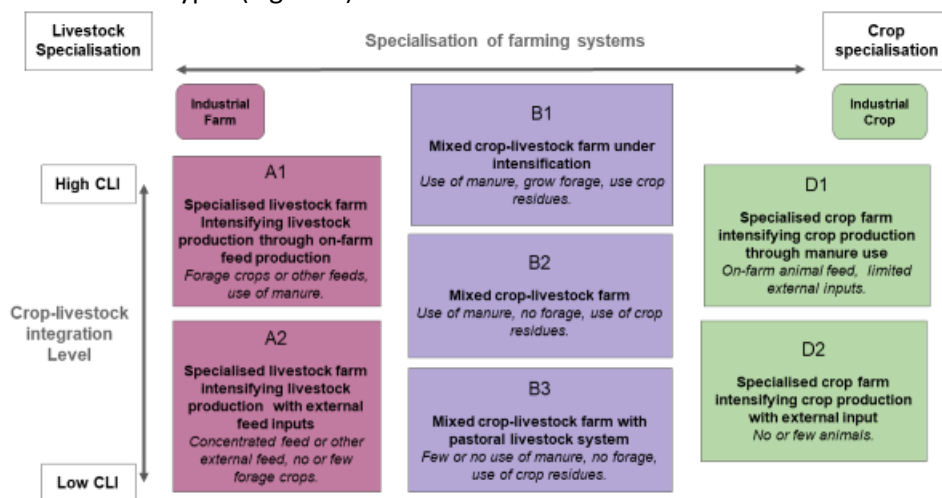 Livestock
Specialisation
Specialisation of farming systems
Crop
specialisation
Industrial
Farm
Industrial
Crop
High CLI
Crop-livestock
integration
Level
Low CLI
A1
Specialised livestock farm
Intensifying livestock
production through on-farm
feed production
Forage crops or other feeds,
use of manure.
A2
Specialised livestock farm
intensifying livestock
production with external
feed inputs
Concentrated feed or other
external feed, no or few
forage crops.
B1
Mixed crop-livestock farm under
intensification
Use of manure, grow forage, use crop
residues.
B2
Mixed crop-livestock farm
Use of manure, no forage, use of crop
residues.
B3
Mixed crop-livestock farm with
pastoral livestock system
Few or no use of manure, no forage,
use of crop residues.
D1
Specialised crop farm
intensifying crop production
through manure use
On-farm animal feed, limited
external inputs.
D2
Specialised crop farm
intensifying crop production
with external input
No or few animals.